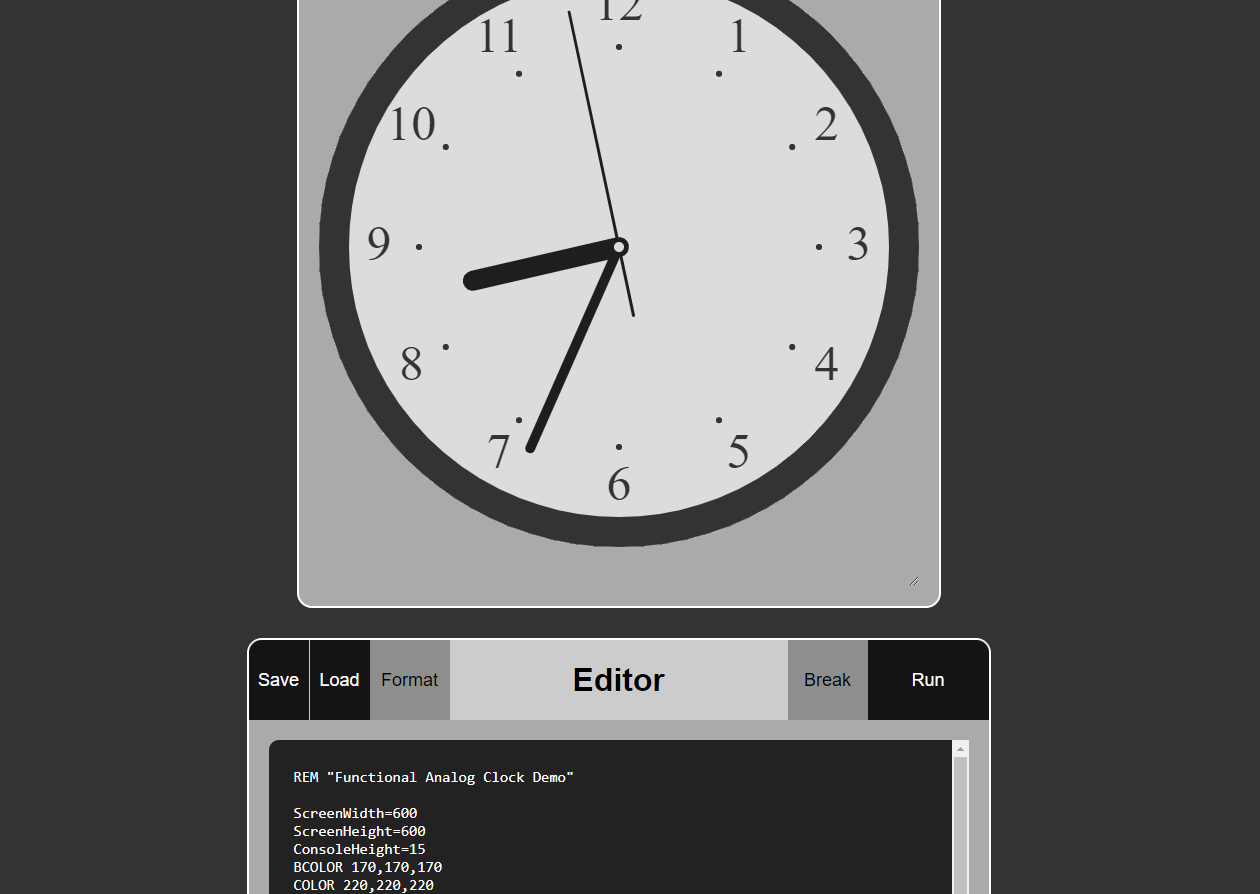 12
11
1
10
2
9
3
8
4
7
5
6
Save
Load
Format
Editor
Break
Run
REM "Functional Analog Clock Demo"
ScreenWidth=600
ScreenHeight=600
ConsoleHeight=15
BCOLOR 170,170,170
COLOR 220,220,220